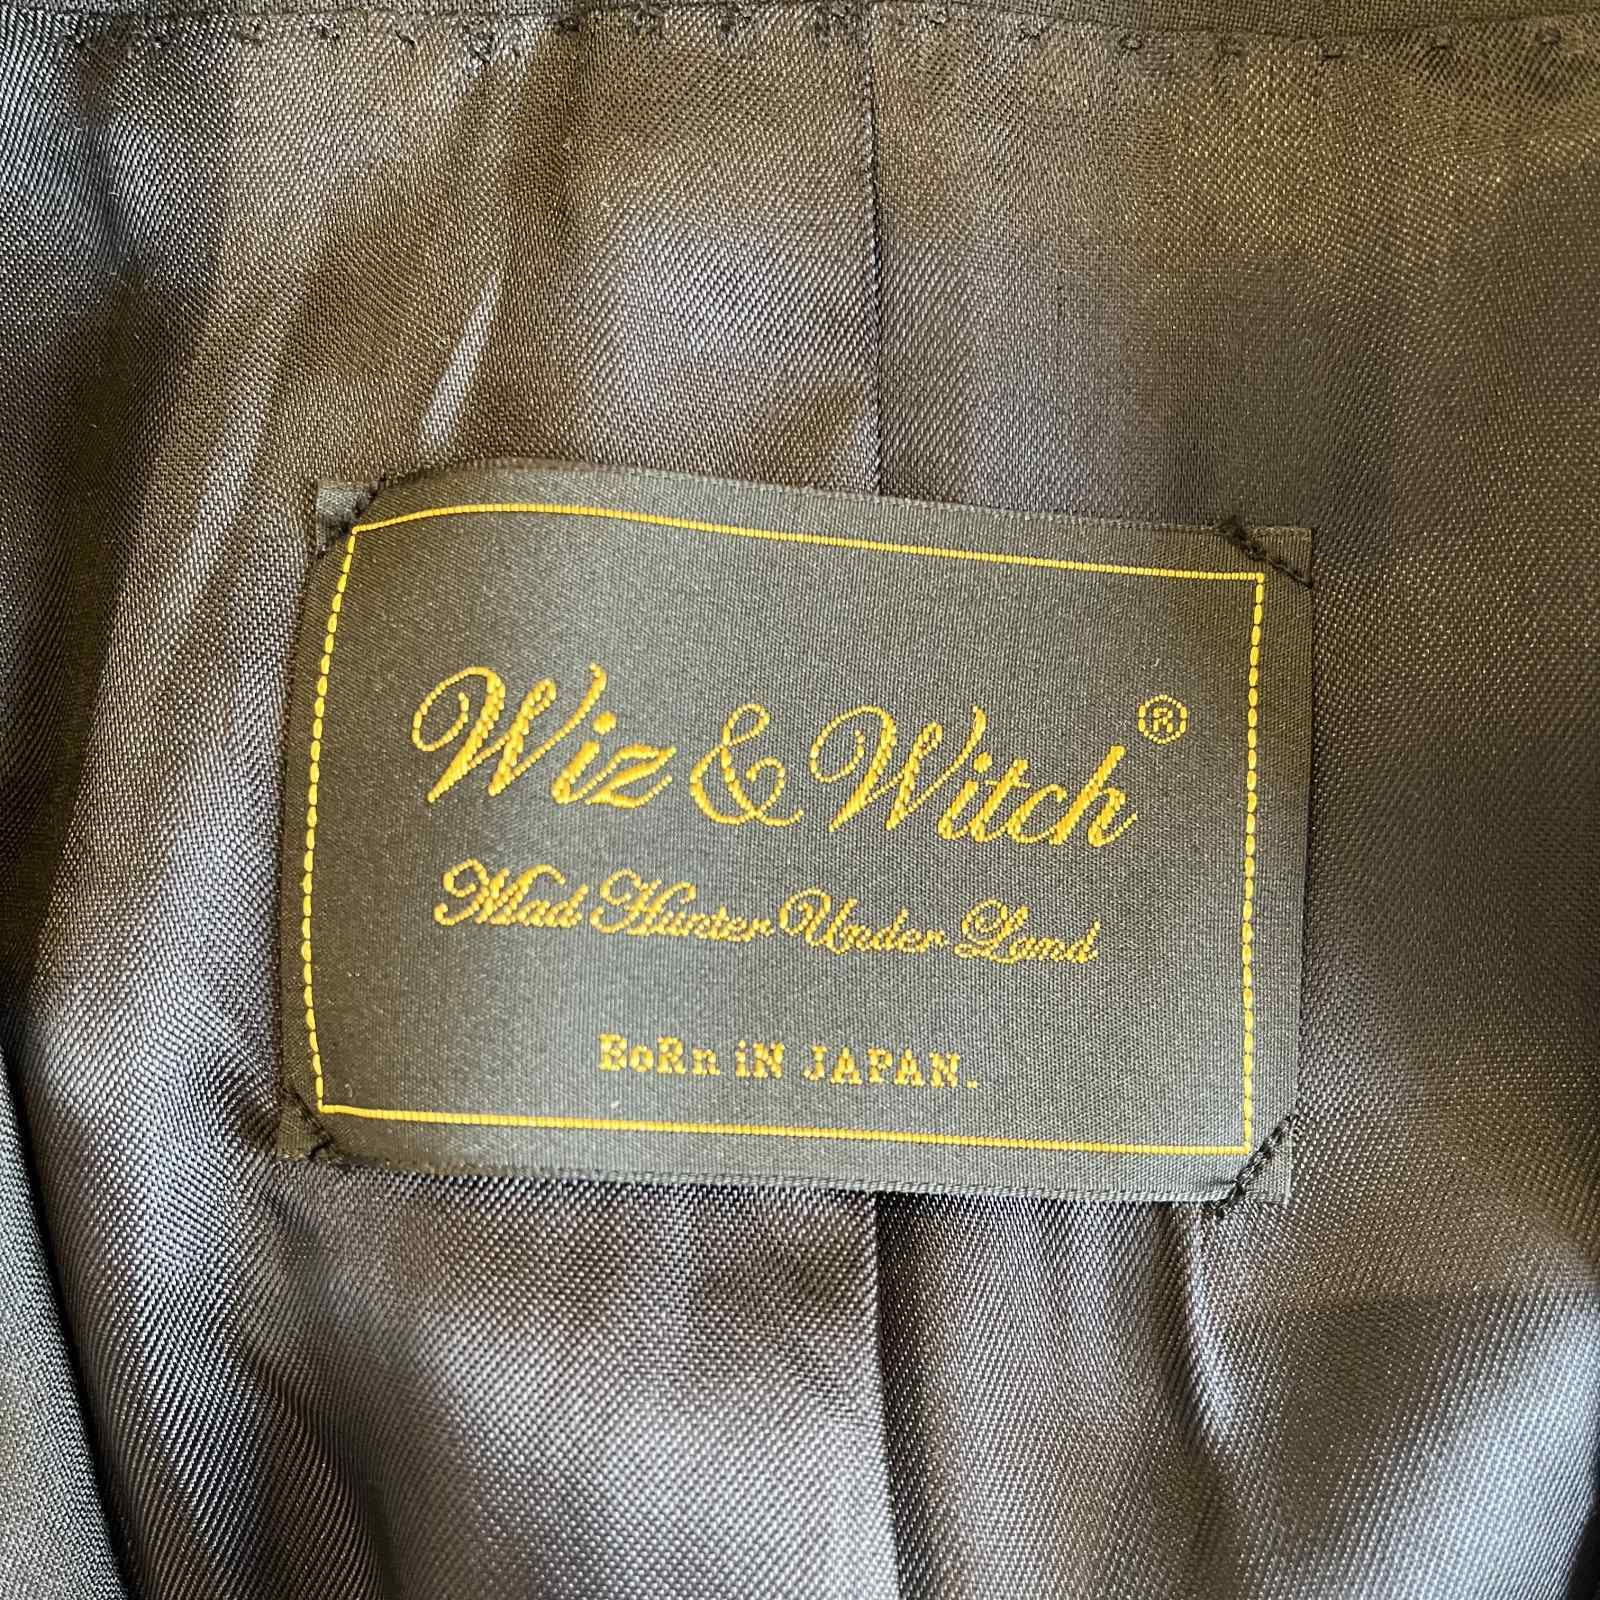 Wiz & Witch®
Mad Hunter Under Land
BoRn iN JAPAN.